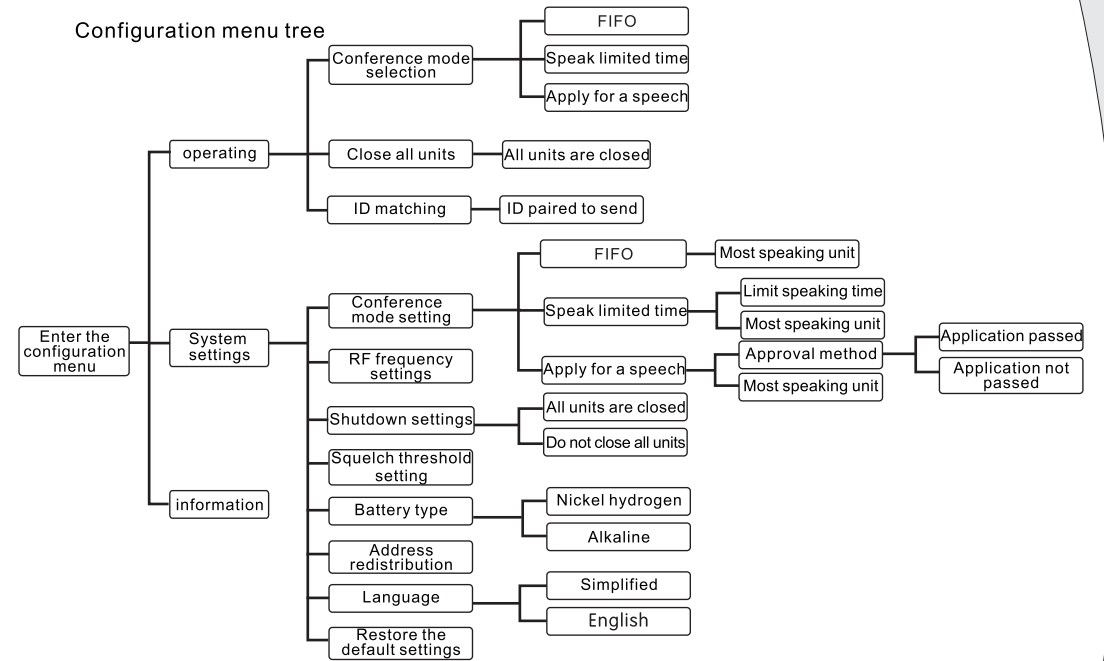 Configuration menu tree
FIFO
Conference mode
selection
Speak limited time
Apply for a speech
operating
Close all units
All units are closed
ID matching
ID paired to send
FIFO
Most speaking unit
Conference
mode setting
Speak limited time
Limit speaking time
Most speaking unit
Enter the
configuration
menu
System
settings
RF frequency
settings
Apply for a speech
Approval method
Most speaking unit
Application passed
Application not
passed
Shutdown settings
All units are closed
Do not close all units
Squelch threshold
setting
information
Battery type
Nickel hydrogen
Alkaline
Address
redistribution
Language
Simplified
English
Restore the
default settings